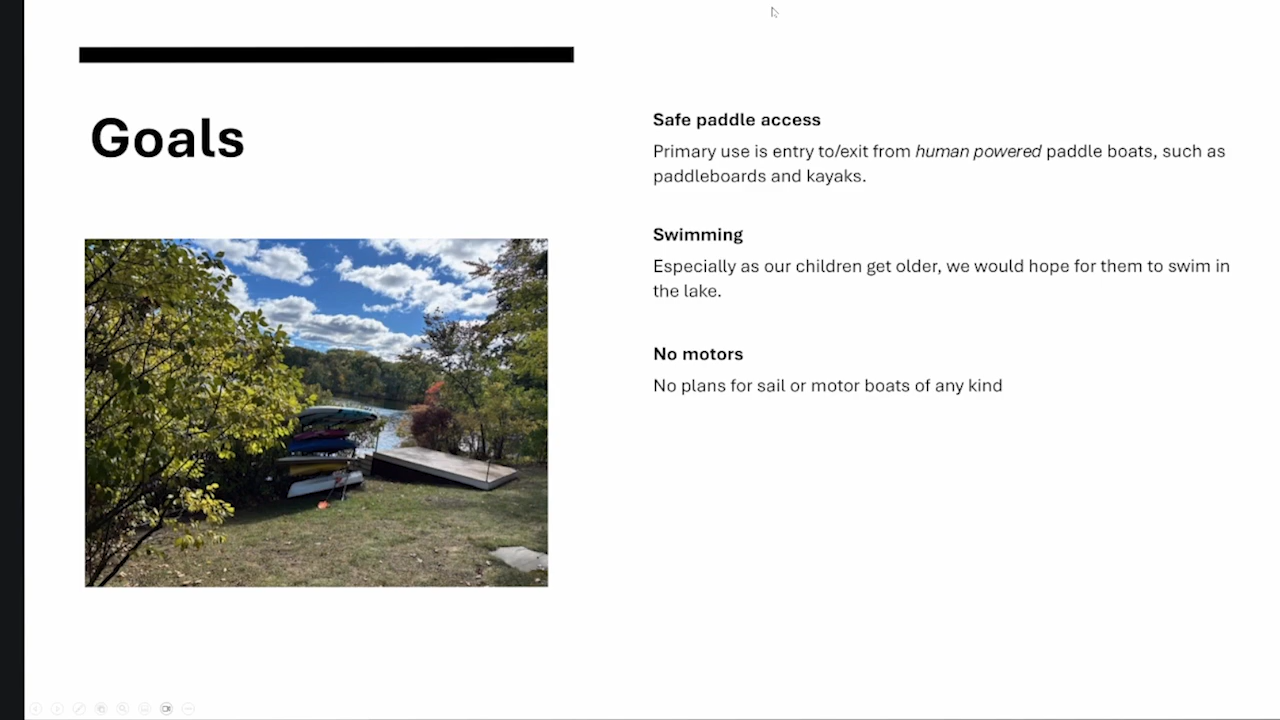 Goals
Safe paddle access
Primary use is entry to/exit from human powered paddle boats, such as
paddleboards and kayaks.
Swimming
Especially as our children get older, we would hope for them to swim in
the lake.
No motors
No plans for sail or motor boats of any kind